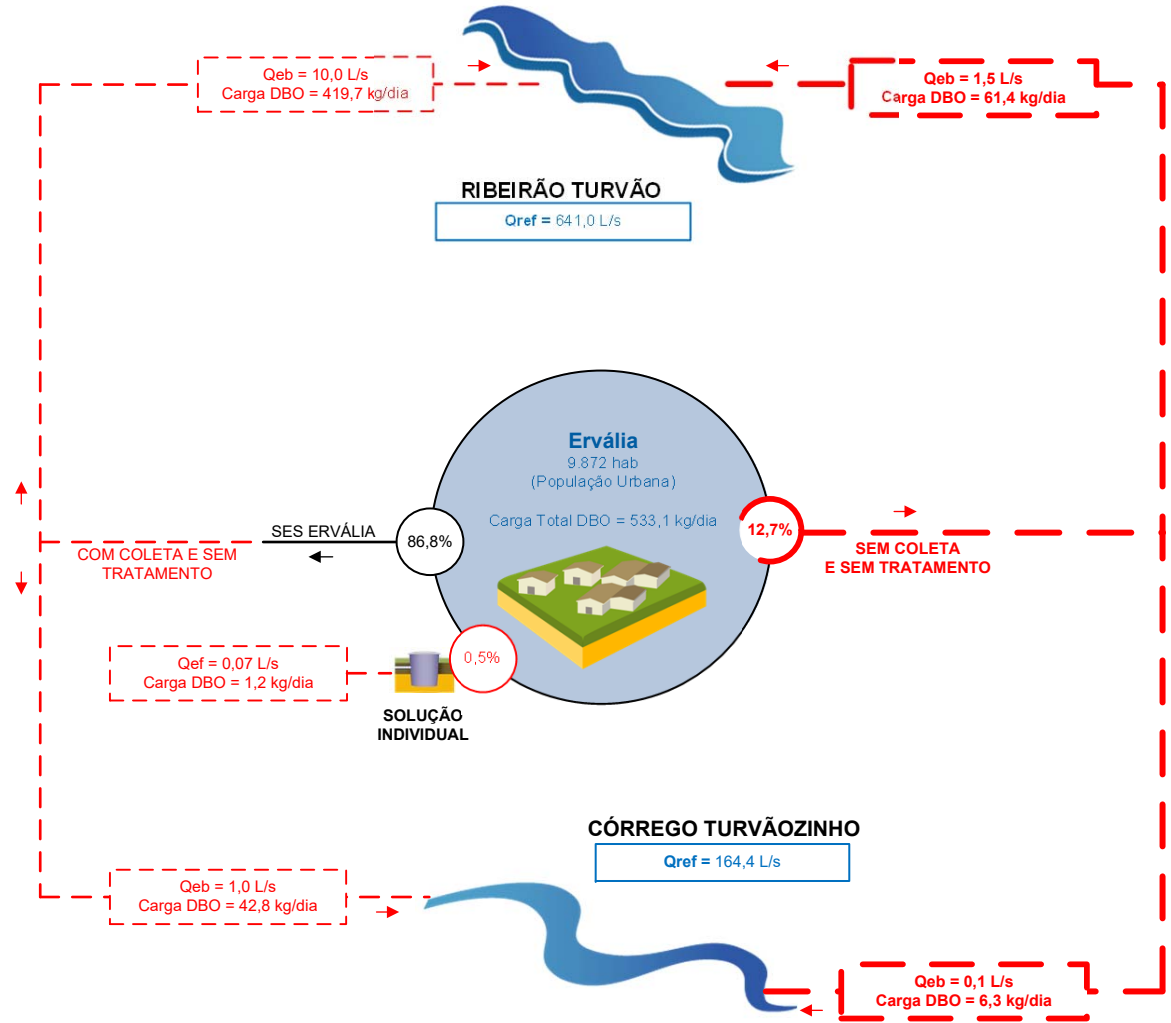 Qeb = 10,0 L/s
Carga DBO = 419,7 kg/dia
Qeb = 1,5 L/s
Carga DBO = 61,4 kg/dia
RIBEIRÃO TURVÃO
Qref = 641,0 L/s
Ervália
9.872 hab
(População Urbana)
Carga Total DBO = 533,1 kg/dia
SES ERVÁLIA
86,8%
12,7%
COM COLETA E SEM
TRATAMENTO
SEM COLETA
E SEM TRATAMENTO
0,5%
Qef = 0,07 L/s
Carga DBO = 1,2 kg/dia
SOLUÇÃO
INDIVIDUAL
CÓRREGO TURVÃOZINHO
Qref = 164,4 L/s
Qeb = 1,0 L/s
Carga DBO = 42,8 kg/dia
Qeb = 0,1 L/s
Carga DBO = 6,3 kg/dia